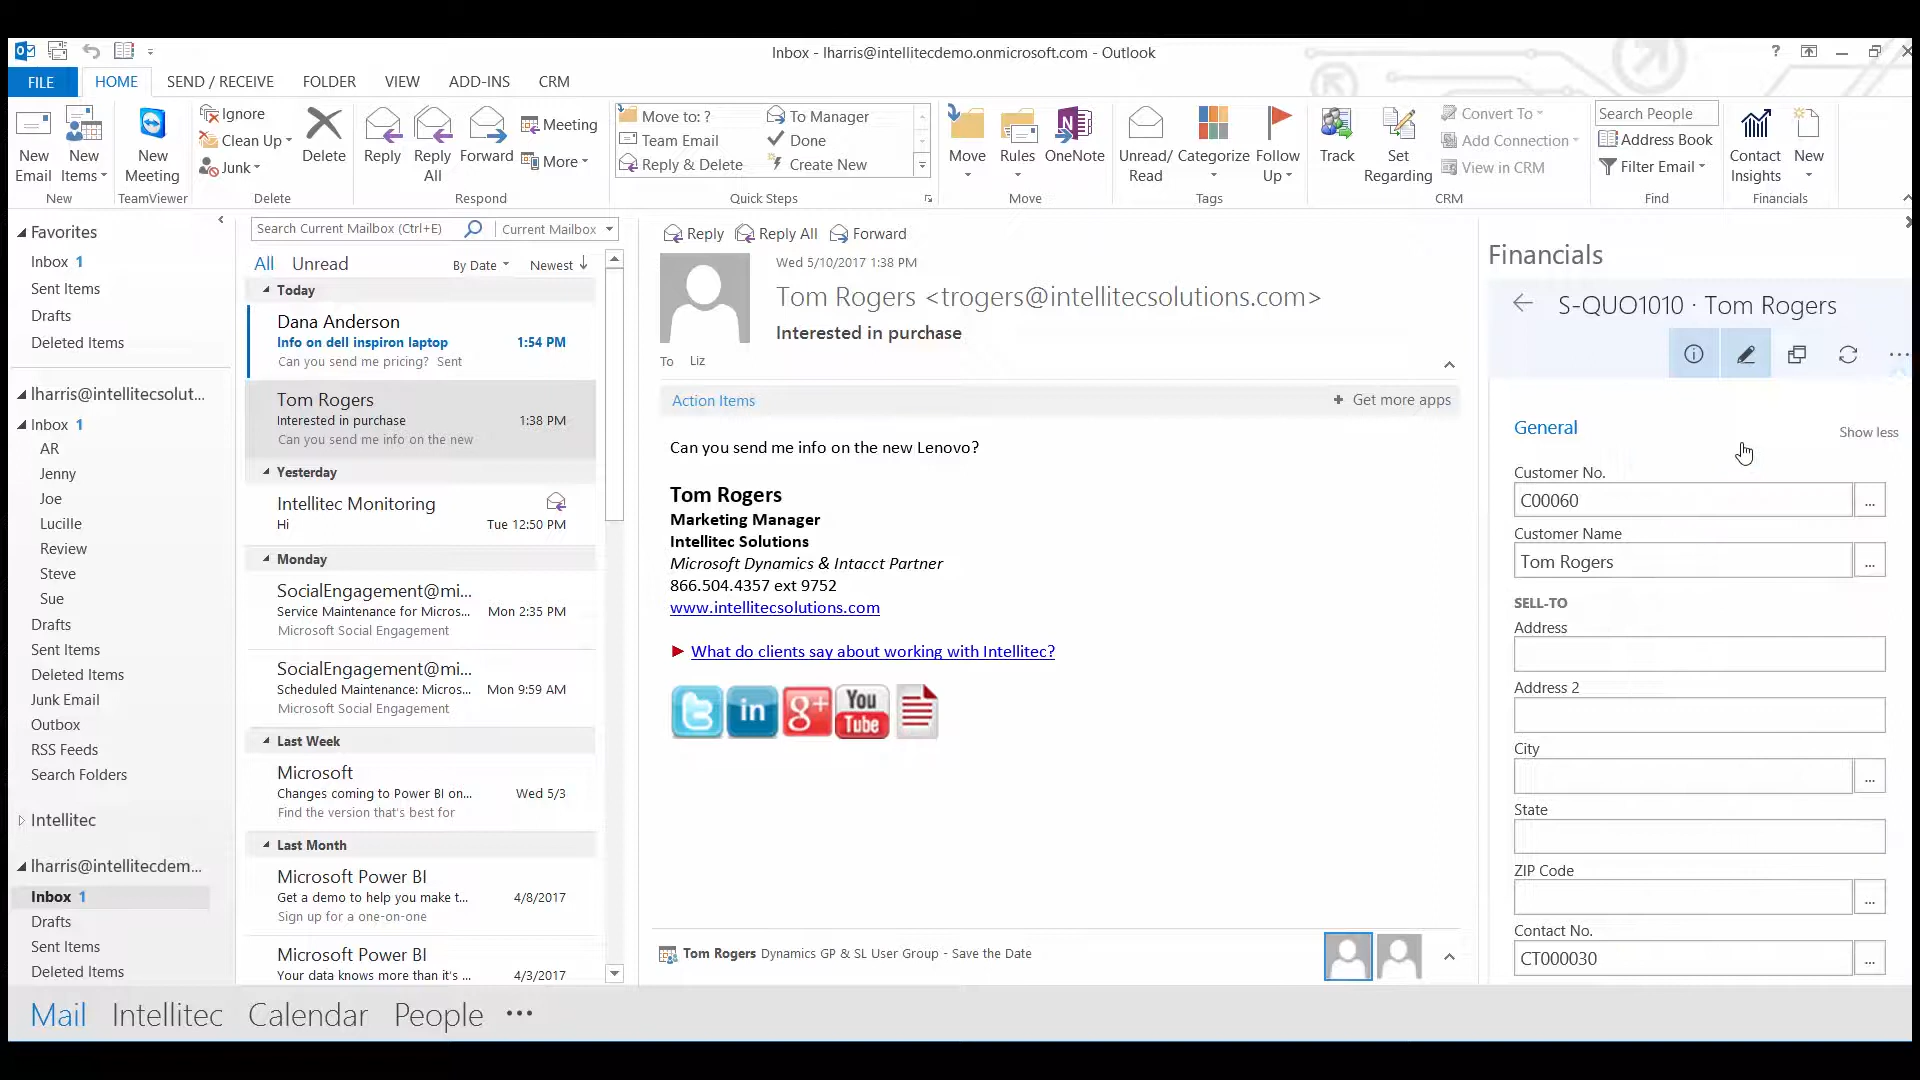 Inbox - lharris@intellitecdemo.onmicrosoft.com - Outlook
?
FILE
HOME
SEND / RECEIVE
FOLDER
VIEW
ADD-INS
CRM
New Email
New Items
New
New Meeting
TeamViewer
Ignore
Clean Up
Junk
Delete
Delete
Reply
Reply All
Forward
Meeting
More
Respond
Move to: ?
Team Email
Reply & Delete
To Manager
Done
Create New
Quick Steps
Move
Rules
OneNote
Move
Unread/ Read
Categorize
Follow Up
Tags
Track
Set Regarding
Convert To
Add Connection
View in CRM
CRM
Search People
Address Book
Filter Email
Find
Contact Insights
New
Financials
Favorites
Inbox 1
Sent Items
Drafts
Deleted Items
lharris@intellitecsolut...
Inbox 1
AR
Jenny
Joe
Lucille
Review
Steve
Sue
Drafts
Sent Items
Deleted Items
Junk Email
Outbox
RSS Feeds
Search Folders
Intellitec
lharris@intellitecdem...
Inbox 1
Drafts
Sent Items
Deleted Items
Search Current Mailbox (Ctrl+E)
Current Mailbox
All Unread By Date Newest
Today
Dana Anderson
Info on dell inspiron laptop 1:54 PM
Can you send me pricing? Sent
Tom Rogers
Interested in purchase 1:38 PM
Can you send me info on the new
Yesterday
Intellitec Monitoring
Hi Tue 12:50 PM
Monday
SocialEngagement@mi...
Service Maintenance for Micros... Mon 2:35 PM
Microsoft Social Engagement
SocialEngagement@mi...
Scheduled Maintenance: Micros... Mon 9:59 AM
Microsoft Social Engagement
Last Week
Microsoft
Changes coming to Power BI on... Wed 5/3
Find the version that's best for
Last Month
Microsoft Power BI
Get a demo to help you make t... 4/8/2017
Sign up for a one-on-one
Microsoft Power BI
Your data knows more than it's ... 4/3/2017
Reply Reply All Forward
Wed 5/10/2017 1:38 PM
Tom Rogers <trogers@intellitecsolutions.com>
Interested in purchase
To Liz
Action Items + Get more apps
Can you send me info on the new Lenovo?
Tom Rogers
Marketing Manager
Intellitec Solutions
Microsoft Dynamics & Intacct Partner
866.504.4357 ext 9752
www.intellitecsolutions.com
What do clients say about working with Intellitec?
t in g+ You Tube
Tom Rogers Dynamics GP & SL User Group - Save the Date
Financials
S-QUO1010 · Tom Rogers
...
General
Show less
Customer No.
C00060 ...
Customer Name
Tom Rogers ...
SELL-TO
Address
Address 2
City
...
State
ZIP Code
...
Contact No.
CT000030 ...
Mail Intellitec Calendar People •••